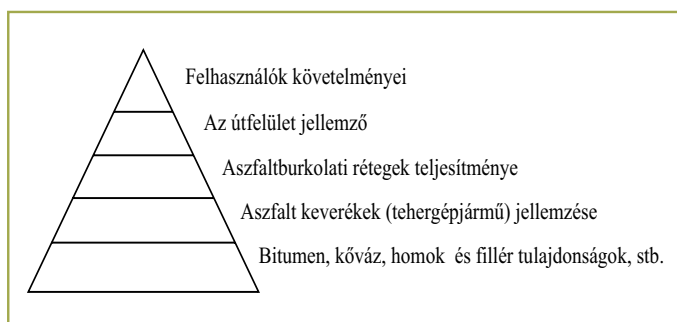 Felhasználók követelményei
Az útfelület jellemző
Aszfaltburkolati rétegek teljesítménye
Aszfalt keverékek (tehergépjármű) jellemzése
Bitumen, kőváz, homok és fillér tulajdonságok, stb.